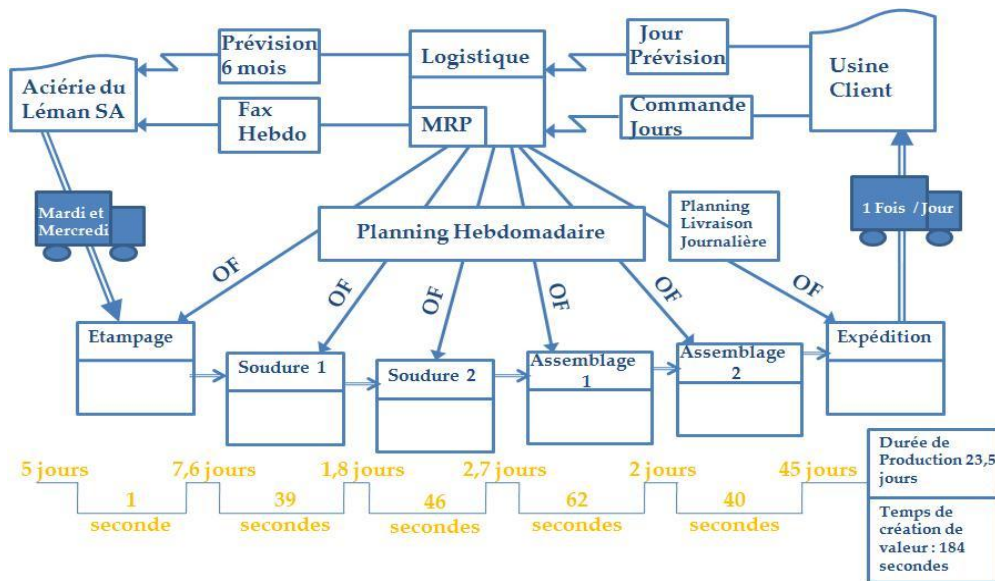 Prévision
6 mois
Logistique
Jour
Prévision
Aciérie du
Léman SA
Usine
Client
Fax
Hebdo
MRP
Commande
Jours
Mardi et
Mercredi
Planning Hebdomadaire
Planning
Livraison
Journalière
1 Fois / Jour
OF
OF
OF
OF
OF
OF
Etampage
Soudure 1
Soudure 2
Assemblage
1
Assemblage
2
Expédition
5 jours
7,6 jours
1,8 jours
2,7 jours
2 jours
45 jours
1
seconde
39
secondes
46
secondes
62
secondes
40
secondes
Durée de
Production 23,5
jours
Temps de
création de
valeur : 184
secondes